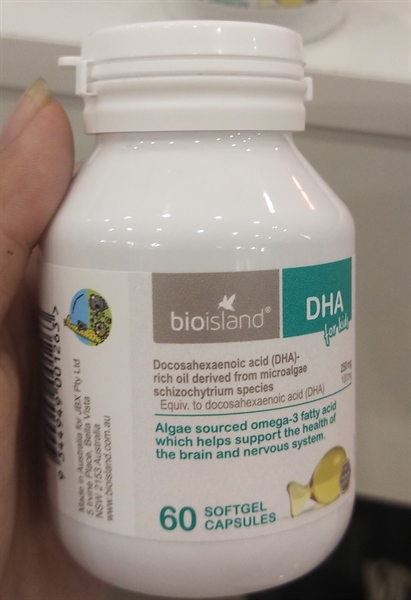 bioisland®
DHA
for kids
Docosahexaenoic acid (DHA)-
rich oil derived from microalgae
schizochytrium species 250 mg
Equiv. to docosahexaenoic acid (DHA)
Algae sourced omega-3 fatty acid
which helps support the health of
the brain and nervous system.
60 SOFTGEL
CAPSULES
Made in Australia for JBX Pty Ltd
5 Irvine Place, Bella Vista
NSW 2153 Australia
www.bioisland.com.au